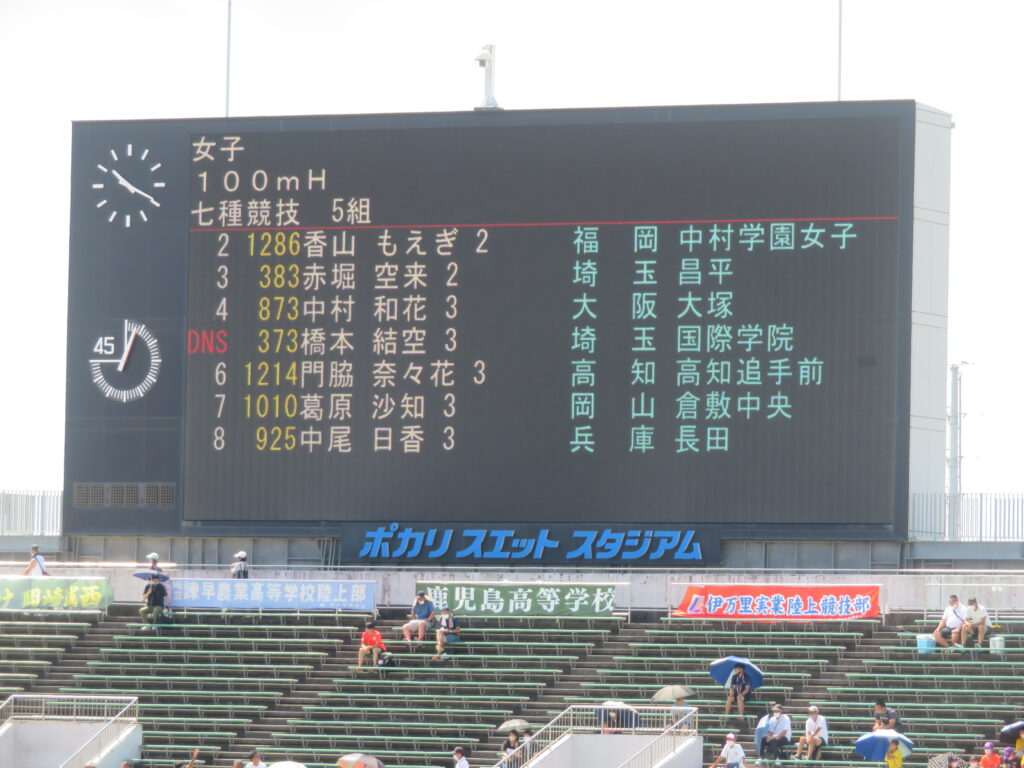 女子
100mH
七種競技 5組
2 1286 香山 もえぎ 2 福岡 中村学園女子
3 383 赤堀 空来 2 埼玉 昌平
4 873 中村 和花 3 大阪 大塚
DNS 373 橋本 結空 3 埼玉 国際学院
6 1214 門脇 奈々花 3 高知 高知追手前
7 1010 葛原 沙知 3 岡山 倉敷中央
8 925 中尾 日香 3 兵庫 長田
45
ポカリスエット スタジアム
諫早農業高等学校陸上部
鹿児島高等学校
伊万里実業陸上競技部